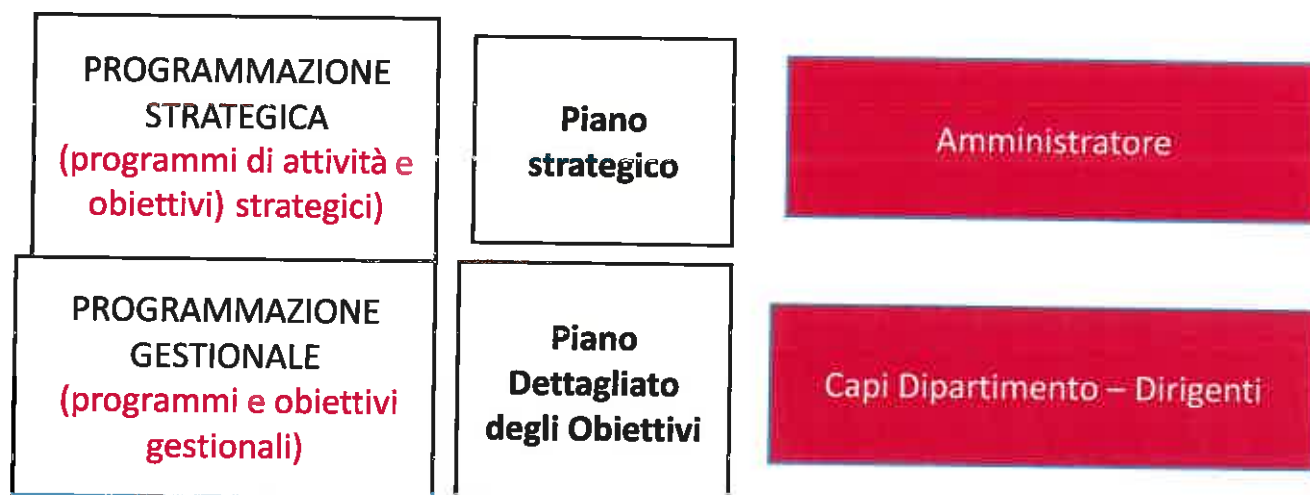 PROGRAMMAZIONE
STRATEGICA
(programmi di attività e
obiettivi) strategici)
Piano
strategico
Amministratore
PROGRAMMAZIONE
GESTIONALE
(programmi e obiettivi
gestionali)
Piano
Dettagliato
degli Obiettivi
Capi Dipartimento – Dirigenti